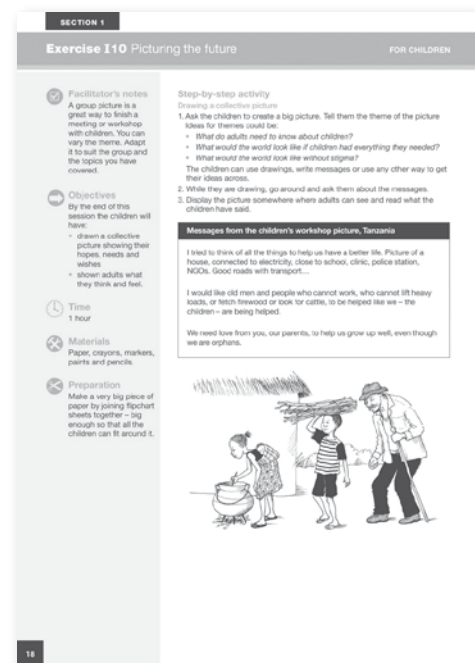 SECTION 1
Exercise I10 Picturing the future
FOR CHILDREN
Facilitator's notes
A group picture is a
great way to finish a
meeting or workshop
with children. You can
vary the theme. Adapt
it to suit the group and
the topics you have
covered.
Objectives
By the end of this
session the children will
have:
• drawn a collective
picture showing their
hopes, needs and
wishes
• shown adults what
they think and feel.
Time
1 hour
Materials
Paper, crayons, markers,
paints and pencils.
Preparation
Make a very big piece of
paper by joining flipchart
sheets together – big
enough so that all the
children can fit around it.
Step-by-step activity
Drawing a collective picture
1. Ask the children to create a big picture. Tell them the theme of the picture
Ideas for themes could be:
• What do adults need to know about children?
• What would the world look like if children had everything they needed?
• What would the world look like without stigma?
The children can use drawings, write messages or use any other way to get
their ideas across.
2. While they are drawing, go around and ask them about the messages.
3. Display the picture somewhere where adults can see and read what the
children have said.
Messages from the children's workshop picture, Tanzania
I tried to think of all the things to help us have a better life. Picture of a
house, connected to electricity, close to school, clinic, police station,
NGOs. Good roads with transport…
I would like old men and people who cannot work, who cannot lift heavy
loads, or fetch firewood or look for cattle, to be helped like we – the
children – are being helped.
We need love from you, our parents, to help us grow up well, even though
we are orphans.
18